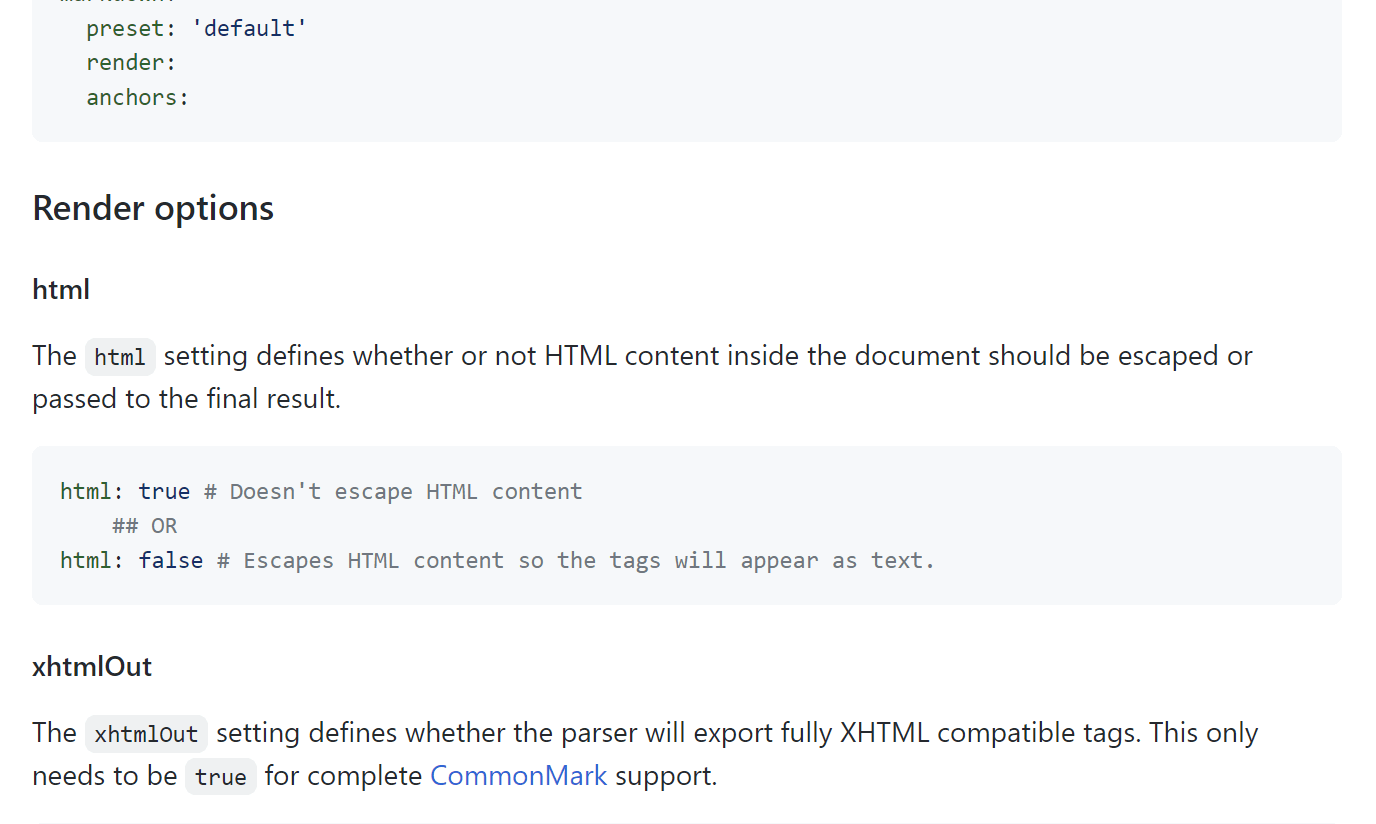 preset: 'default'
render:
anchors:
Render options
html
The html setting defines whether or not HTML content inside the document should be escaped or
passed to the final result.
html: true # Doesn't escape HTML content
## OR
html: false # Escapes HTML content so the tags will appear as text.
xhtmlOut
The xhtmlOut setting defines whether the parser will export fully XHTML compatible tags. This only
needs to be true for complete CommonMark support.